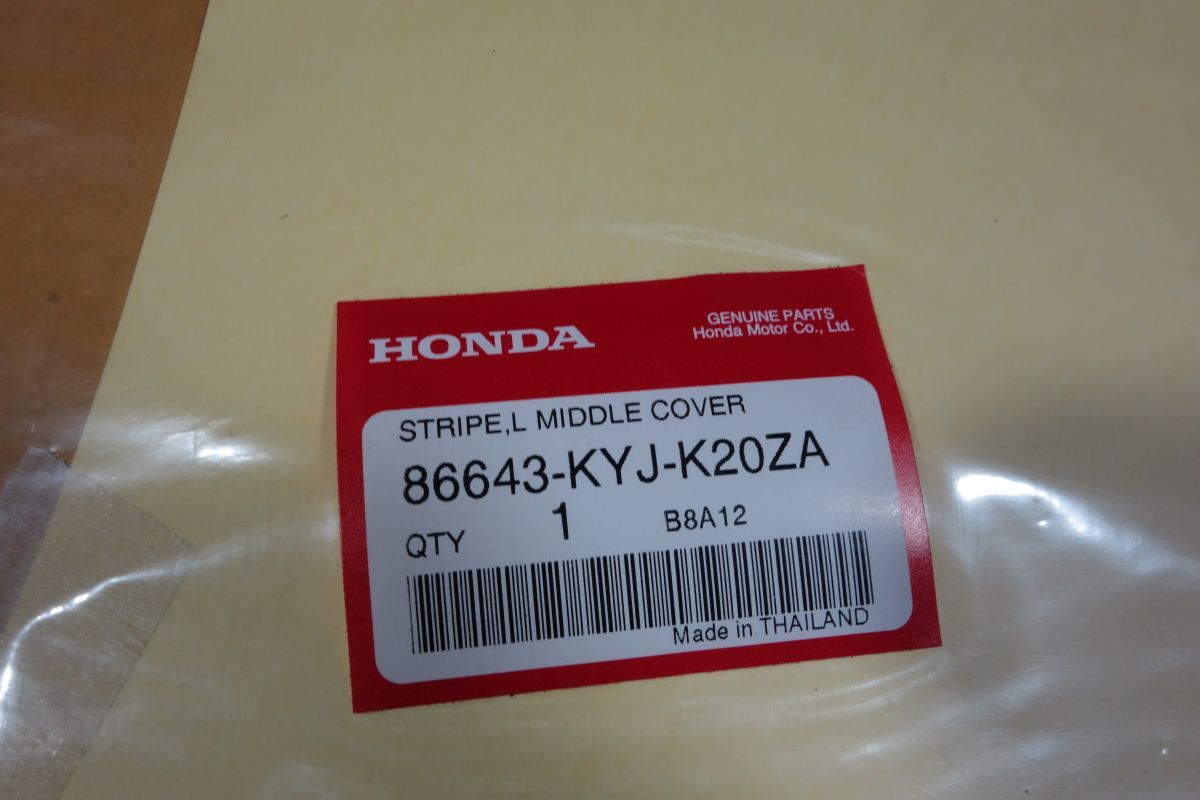 HONDA
GENUINE PARTS
Honda Motor Co., Ltd.
STRIPE,L MIDDLE COVER
86643-KYJ-K20ZA
QTY 1 B8A12
Made in THAILAND